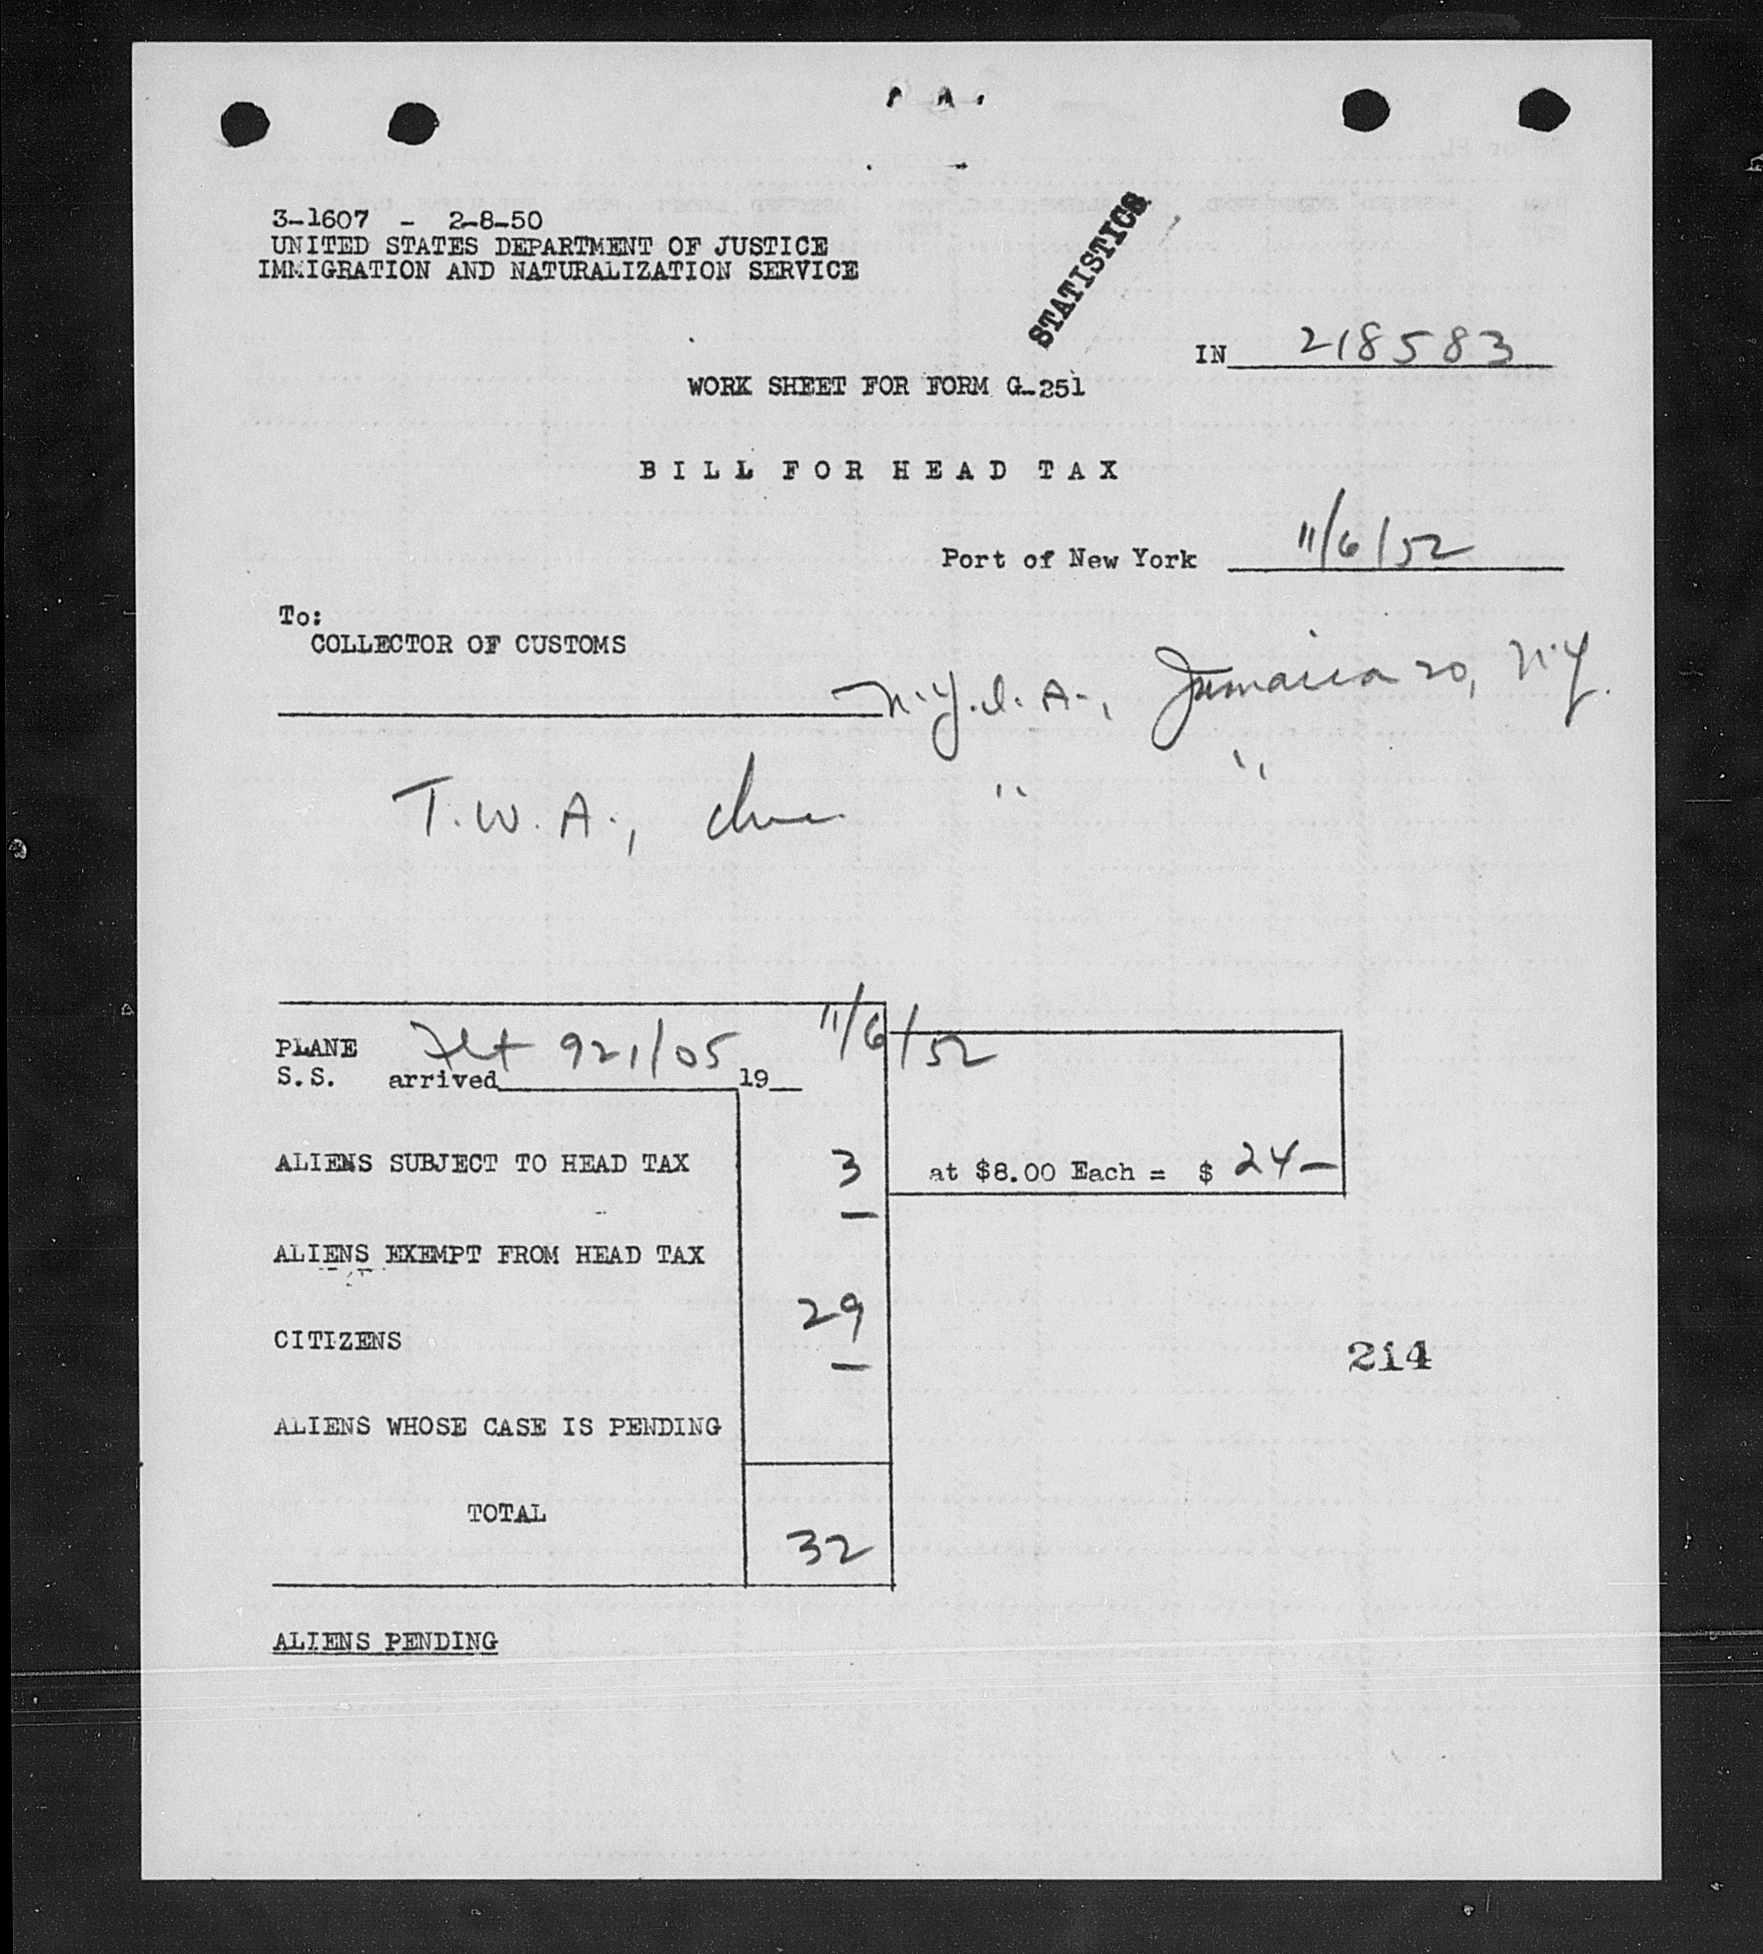 3-1607 - 2-8-50
UNITED STATES DEPARTMENT OF JUSTICE
IMMIGRATION AND NATURALIZATION SERVICE
STATISTICS
IN 218583
WORK SHEET FOR FORM G-251
BILL FOR HEAD TAX
Port of New York 11/6/52
To:
COLLECTOR OF CUSTOMS
N.Y.I.A., Jamaica 20, N.Y.
T.W.A., Inc. " "
PLANE Flt 921/05 11/6/52
S.S. arrived 19
ALIENS SUBJECT TO HEAD TAX 3 at $8.00 Each = $ 24—
ALIENS EXEMPT FROM HEAD TAX —
CITIZENS 29
214
ALIENS WHOSE CASE IS PENDING —
TOTAL 32
ALIENS PENDING